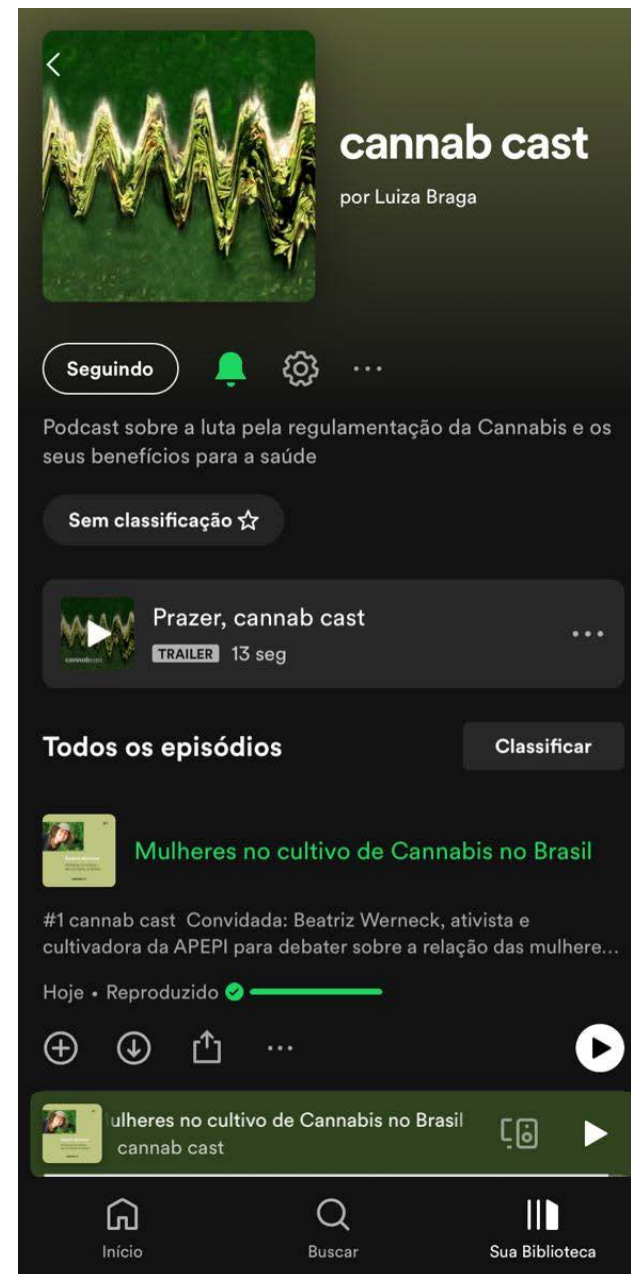 cannab cast
por Luiza Braga
Seguindo
Podcast sobre a luta pela regulamentação da Cannabis e os
seus benefícios para a saúde
Sem classificação
cannabcast
Prazer, cannab cast
TRAILER 13 seg
Todos os episódios
Classificar
Mulheres no cultivo de Cannabis no Brasil
#1 cannab cast Convidada: Beatriz Werneck, ativista e
cultivadora da APEPI para debater sobre a relação das mulhere...
Hoje • Reproduzido
ulheres no cultivo de Cannabis no Brasil
cannab cast
Início
Buscar
Sua Biblioteca